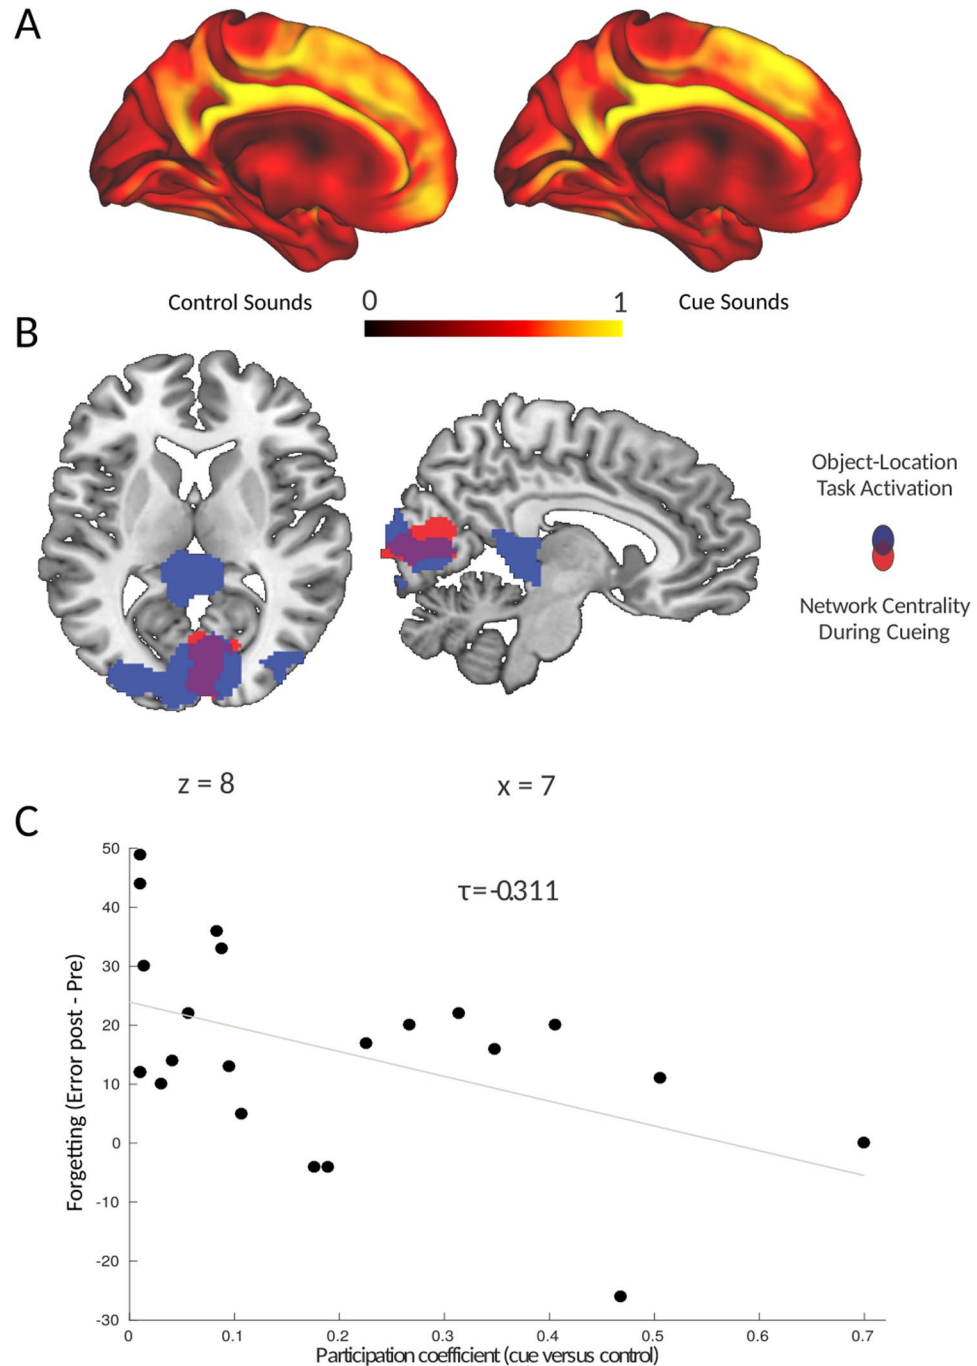 A
Control Sounds
0
1
Cue Sounds
B
Object-Location
Task Activation
Network Centrality
During Cueing
z = 8
x = 7
C
τ=-0.311
Forgetting (Error post - Pre)
50
40
30
20
10
0
-10
-20
-30
0
0.1
0.2
0.3
0.4
0.5
0.6
0.7
Participation coefficient (cue versus control)